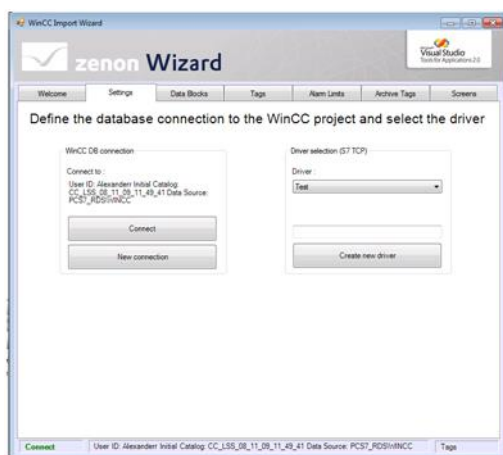 WinCC Import Wizard
zenon Wizard
Visual Studio
Tools for Applications 2.0
Welcome
Settings
Data Blocks
Tags
Alarm Limits
Archive Tags
Screens
Define the database connection to the WinCC project and select the driver
WinCC DB connection
Connect to :
User ID: Alexanderr Initial Catalog:
CC_LSS_08_11_09_11_49_41 Data Source:
PCS7_RDS\WINCC
Connect
New connection
Driver selection (S7 TCP)
Driver :
Test
Create new driver
Connect
User ID: Alexanderr Initial Catalog: CC_LSS_08_11_09_11_49_41 Data Source: PCS7_RDS\WINCC
Tags